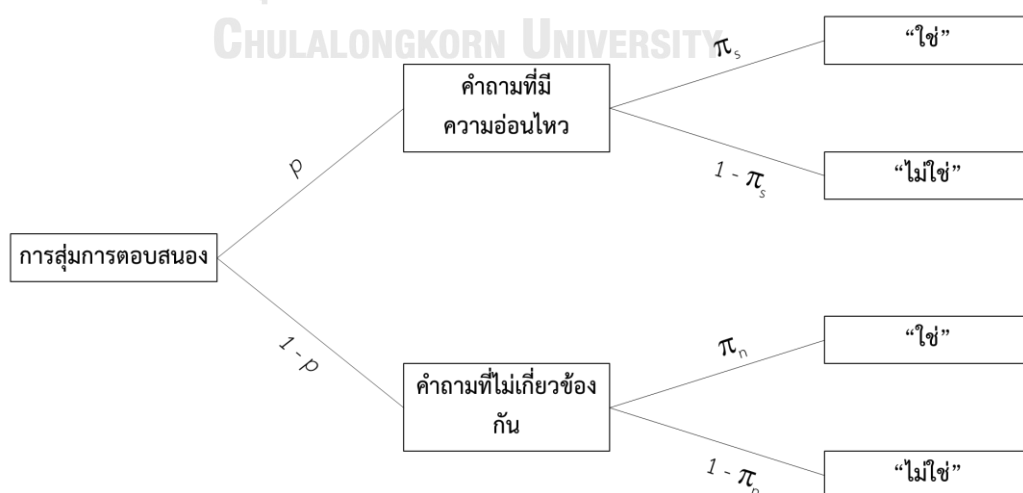 CHULALONGKORN UNIVERSITY
π_s
“ใช่”
คำถามที่มี
ความอ่อนไหว
p
1 - π_s
“ไม่ใช่”
การสุ่มการตอบสนอง
1 - p
π_n
“ใช่”
คำถามที่ไม่เกี่ยวข้อง
กัน
1 - π_n
“ไม่ใช่”